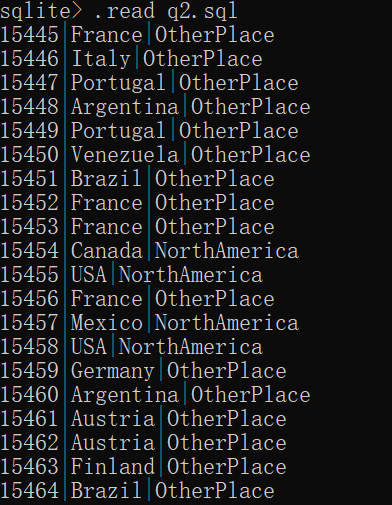 sqlite> .read q2.sql
15445|France|OtherPlace
15446|Italy|OtherPlace
15447|Portugal|OtherPlace
15448|Argentina|OtherPlace
15449|Portugal|OtherPlace
15450|Venezuela|OtherPlace
15451|Brazil|OtherPlace
15452|France|OtherPlace
15453|France|OtherPlace
15454|Canada|NorthAmerica
15455|USA|NorthAmerica
15456|France|OtherPlace
15457|Mexico|NorthAmerica
15458|USA|NorthAmerica
15459|Germany|OtherPlace
15460|Argentina|OtherPlace
15461|Austria|OtherPlace
15462|Austria|OtherPlace
15463|Finland|OtherPlace
15464|Brazil|OtherPlace